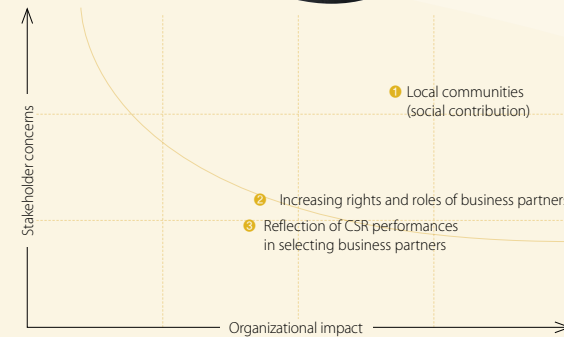 Stakeholder concerns
1 Local communities
(social contribution)
2 Increasing rights and roles of business partner
3 Reflection of CSR performances
in selecting business partners
Organizational impact